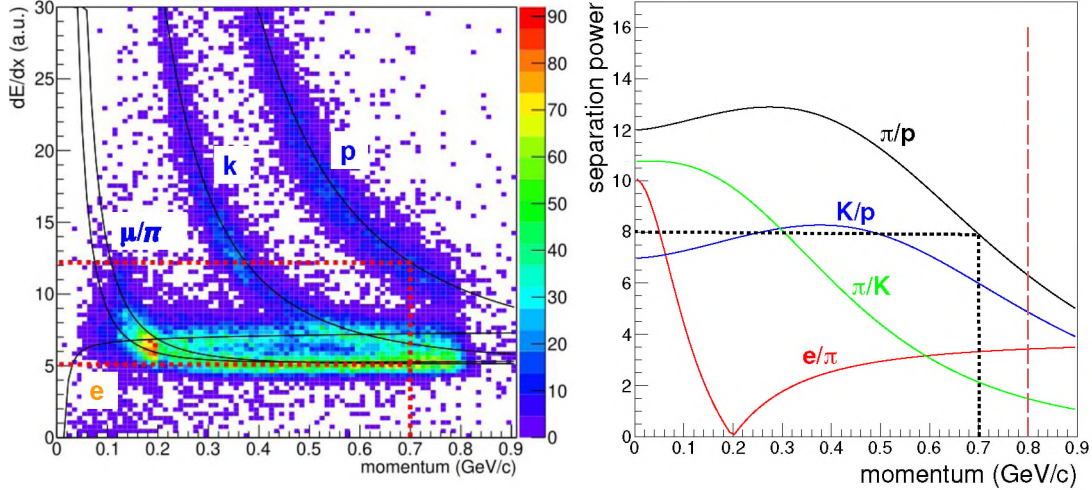 dE/dx (a.u.)
30
25
20
15
10
5
0
k
p
μ/π
e
0 0.1 0.2 0.3 0.4 0.5 0.6 0.7 0.8 0.9
momentum (GeV/c)
90
80
70
60
50
40
30
20
10
0
separation power
16
14
12
10
8
6
4
2
0
π/p
K/p
π/K
e/π
0.0 0.1 0.2 0.3 0.4 0.5 0.6 0.7 0.8 0.9
momentum (GeV/c)